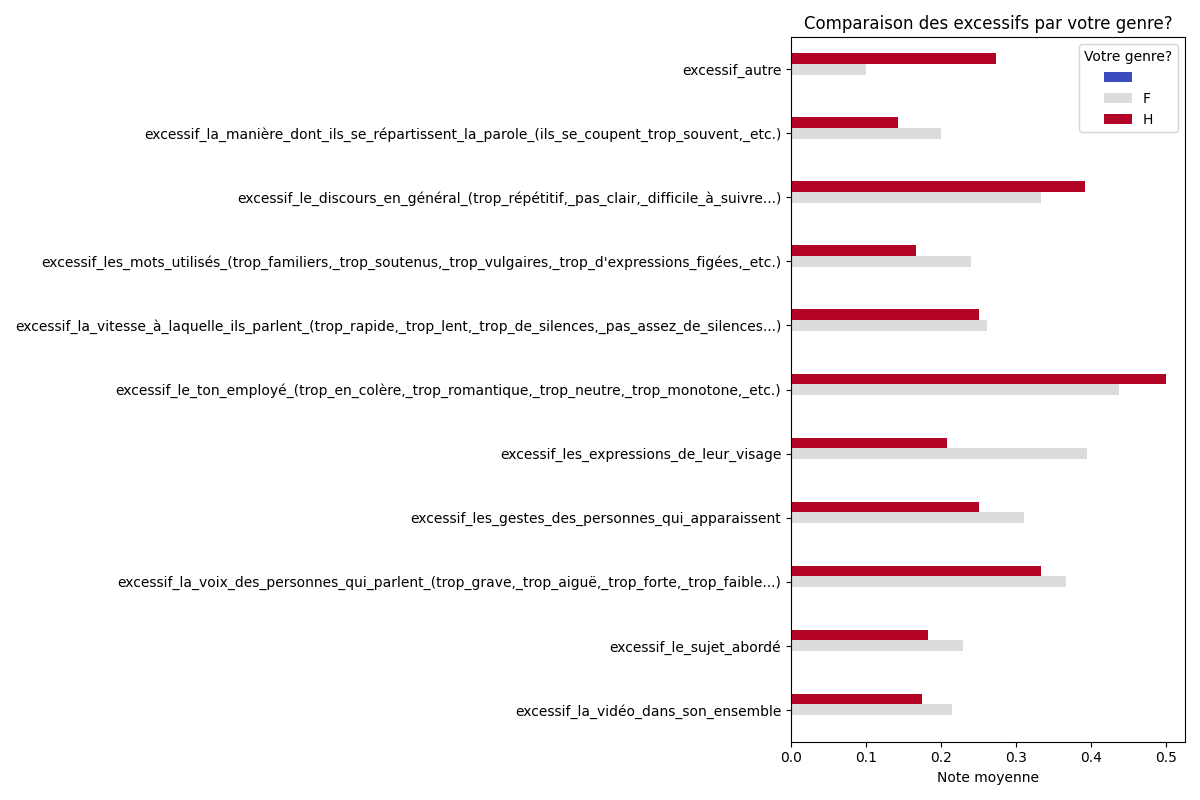 Comparaison des excessifs par votre genre?
Votre genre?
F
H
excessif_autre
excessif_la_manière_dont_ils_se_répartissent_la_parole_(ils_se_coupent_trop_souvent,_etc.)
excessif_le_discours_en_général_(trop_répétitif,_pas_clair,_difficile_à_suivre...)
excessif_les_mots_utilisés_(trop_familiers,_trop_soutenus,_trop_vulgaires,_trop_d'expressions_figées,_etc.)
excessif_la_vitesse_à_laquelle_ils_parlent_(trop_rapide,_trop_lent,_trop_de_silences,_pas_assez_de_silences...)
excessif_le_ton_employé_(trop_en_colère,_trop_romantique,_trop_neutre,_trop_monotone,_etc.)
excessif_les_expressions_de_leur_visage
excessif_les_gestes_des_personnes_qui_apparaissent
excessif_la_voix_des_personnes_qui_parlent_(trop_grave,_trop_aiguë,_trop_forte,_trop_faible...)
excessif_le_sujet_abordé
excessif_la_vidéo_dans_son_ensemble
0.0 0.1 0.2 0.3 0.4 0.5
Note moyenne